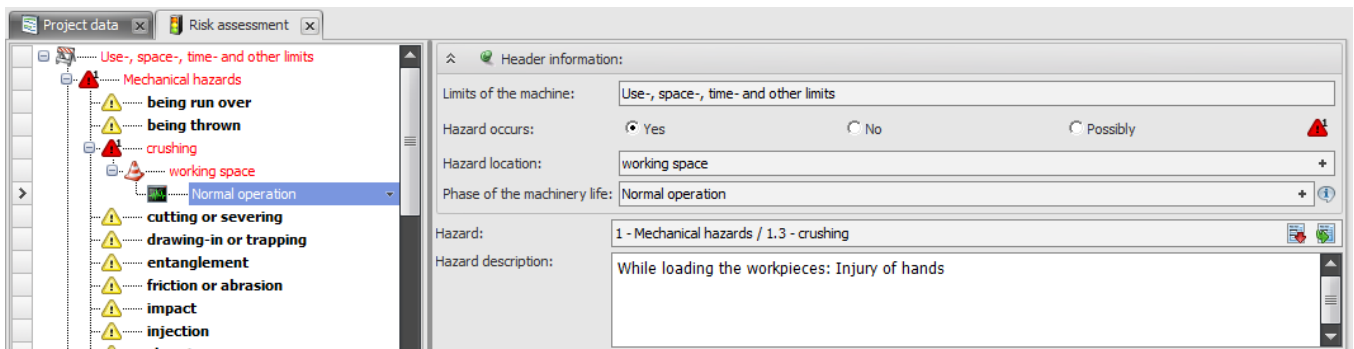 Project data
Risk assessment
Use-, space-, time- and other limits
Mechanical hazards
being run over
being thrown
crushing
working space
Normal operation
cutting or severing
drawing-in or trapping
entanglement
friction or abrasion
impact
injection
Header information:
Limits of the machine: Use-, space-, time- and other limits
Hazard occurs: Yes No Possibly
Hazard location: working space
Phase of the machinery life: Normal operation
Hazard: 1 - Mechanical hazards / 1.3 - crushing
Hazard description: While loading the workpieces: Injury of hands